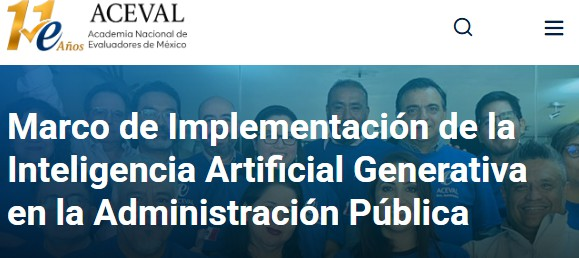 11 e Años
ACEVAL
Academia Nacional de
Evaluadores de México
Marco de Implementación de la
Inteligencia Artificial Generativa
en la Administración Pública
ACEVAL